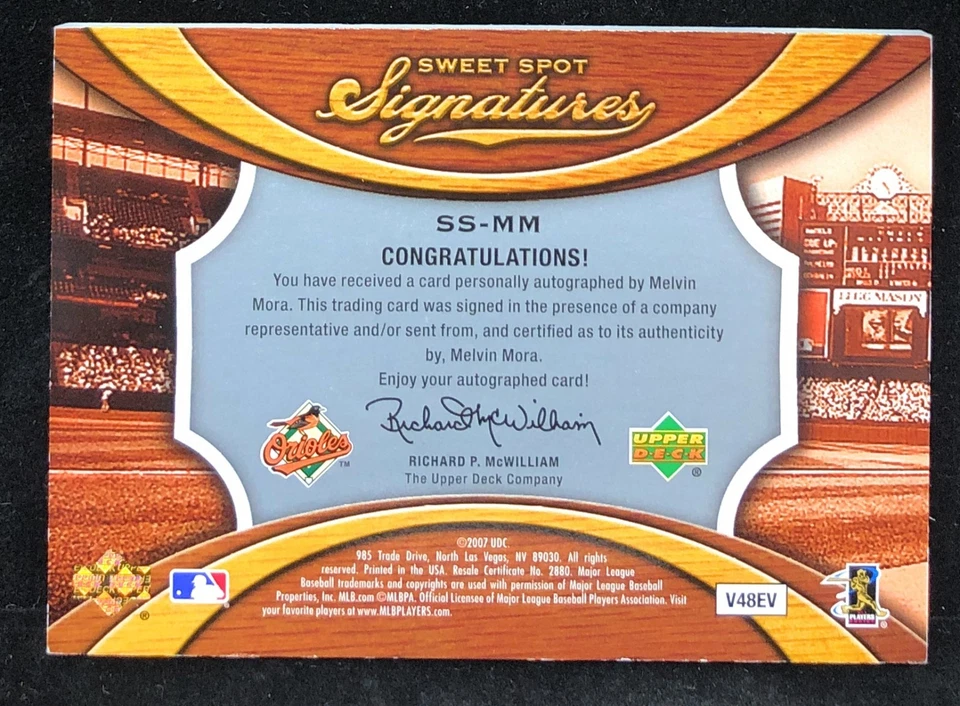 SWEET SPOT
Signatures
SS-MM
CONGRATULATIONS!
You have received a card personally autographed by Melvin
Mora. This trading card was signed in the presence of a company
representative and/or sent from, and certified as to its authenticity
by, Melvin Mora.
Enjoy your autographed card!
Orioles
TM
Richard P McWilliam
UPPER
DECK
®
RICHARD P. McWILLIAM
The Upper Deck Company
©2007 UDC
985 Trade Drive, North Las Vegas, NV 89030. All rights
reserved. Printed in the USA. Resale Certificate No. 2880. Major League
Baseball trademarks and copyrights are used with permission of Major League Baseball
Properties, Inc. MLB.com ©MLBPA. Official Licensee of Major League Baseball Players Association. Visit
your favorite players at www.MLBPLAYERS.com.
V48EV
PLAYERS